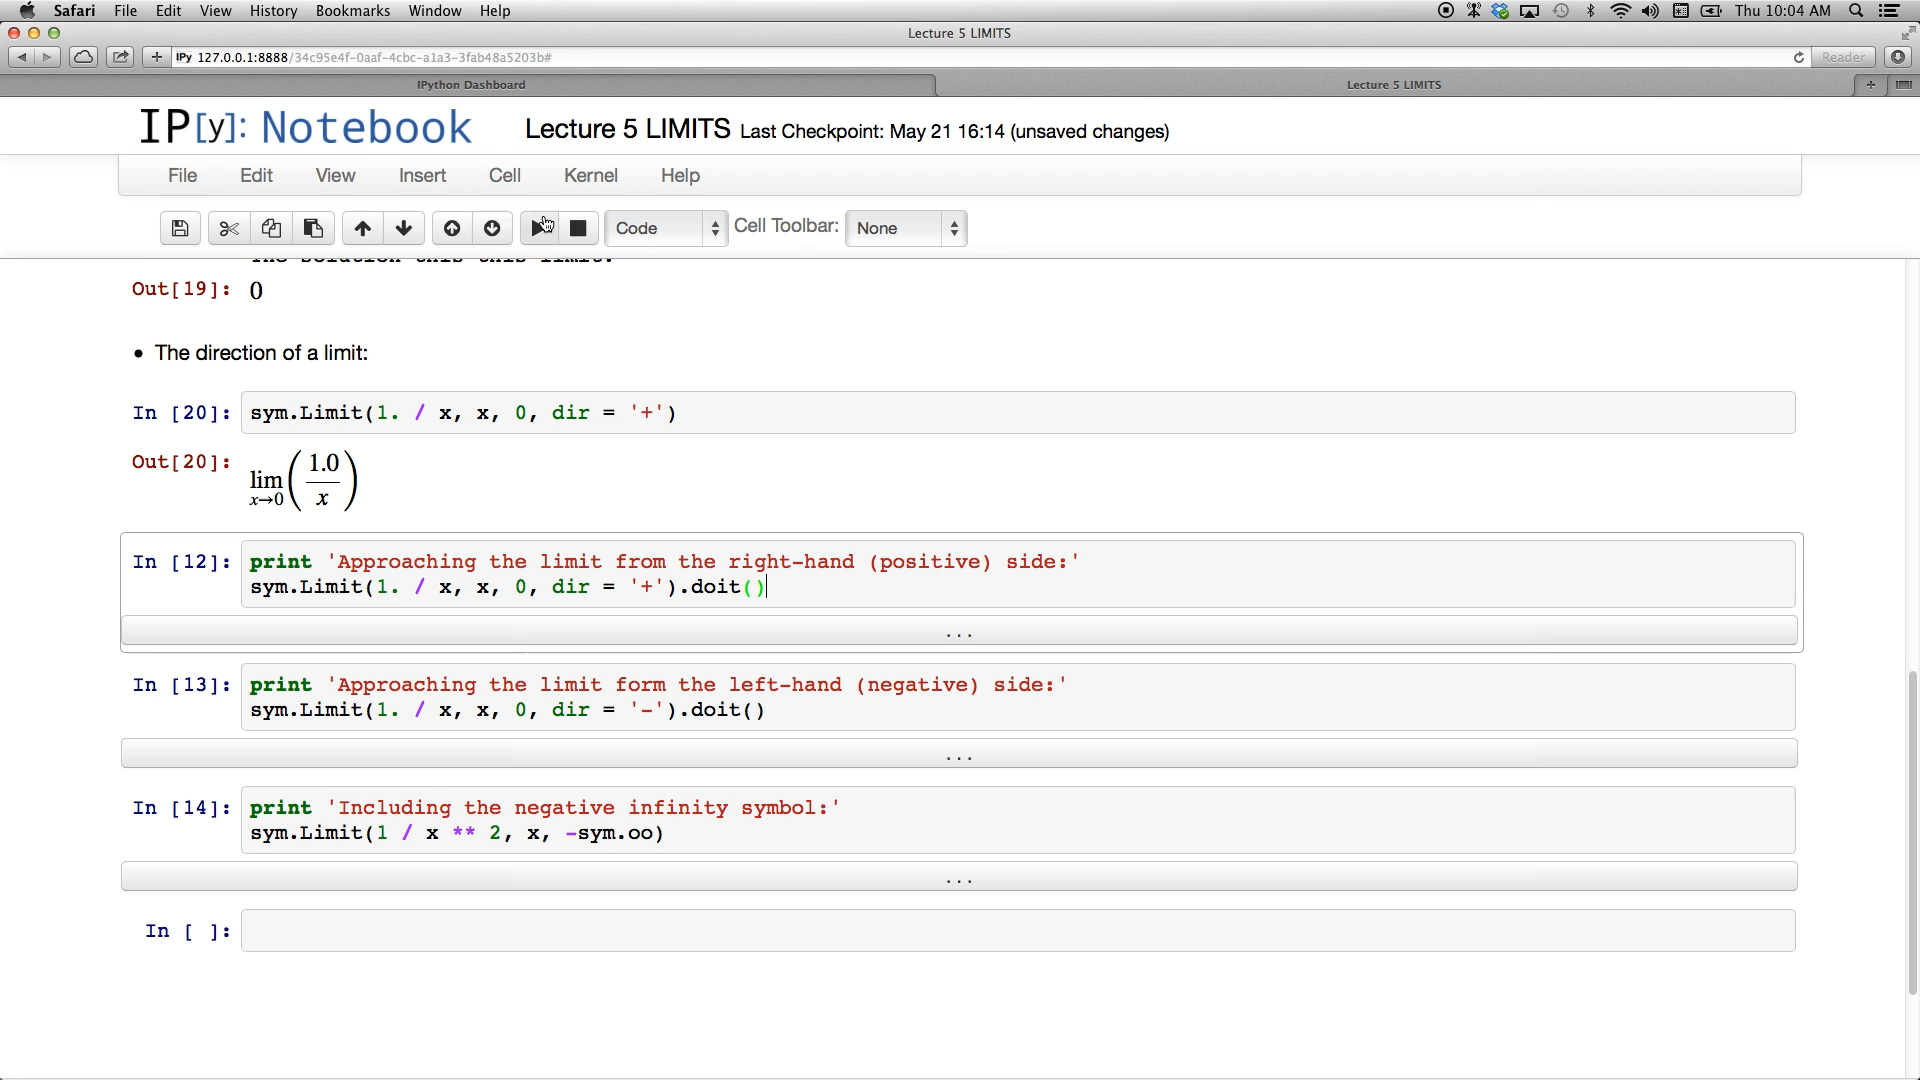 Safari File Edit View History Bookmarks Window Help Thu 10:04 AM
Lecture 5 LIMITS
IPy 127.0.0.1:8888/34c95e4f-0aaf-4cbc-a1a3-3fab48a5203b# Reader
IPython Dashboard Lecture 5 LIMITS
IP[y]: Notebook Lecture 5 LIMITS Last Checkpoint: May 21 16:14 (unsaved changes)
File Edit View Insert Cell Kernel Help
Code Cell Toolbar: None
The solution this this limit:
Out[19]: 0
• The direction of a limit:
In [20]: sym.Limit(1. / x, x, 0, dir = '+')
Out[20]: lim x→0 (1.0/x)
In [12]: print 'Approaching the limit from the right-hand (positive) side:'
sym.Limit(1. / x, x, 0, dir = '+').doit()
...
In [13]: print 'Approaching the limit form the left-hand (negative) side:'
sym.Limit(1. / x, x, 0, dir = '-').doit()
...
In [14]: print 'Including the negative infinity symbol:'
sym.Limit(1 / x ** 2, x, -sym.oo)
...
In [ ]: